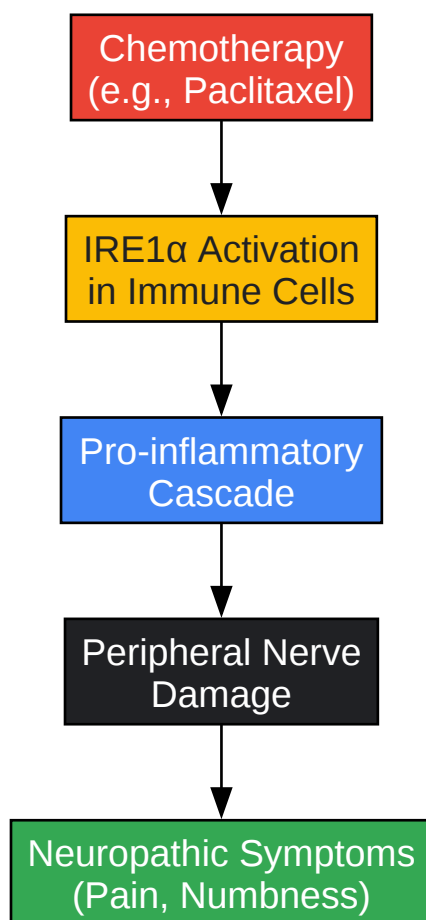 Chemotherapy
(e.g., Paclitaxel)
IRE1α Activation
in Immune Cells
Pro-inflammatory
Cascade
Peripheral Nerve
Damage
Neuropathic Symptoms
(Pain, Numbness)